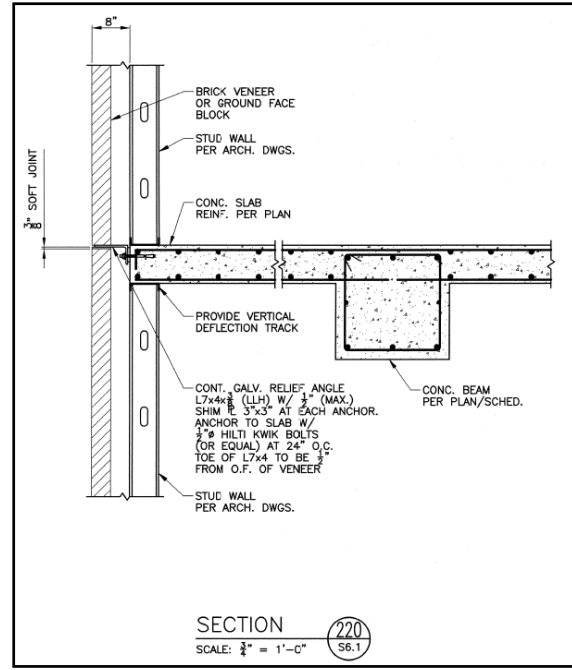 8"
BRICK VENEER
OR GROUND FACE
BLOCK
STUD WALL
PER ARCH. DWGS.
3/8" SOFT JOINT
CONC. SLAB
REINF. PER PLAN
PROVIDE VERTICAL
DEFLECTION TRACK
CONT. GALV. RELIEF ANGLE
L7x4x3/8 (LLH) W/ 1/2" (MAX.)
SHIM PL 3"x3" AT EACH ANCHOR.
ANCHOR TO SLAB W/
1/2"ø HILTI KWIK BOLTS
(OR EQUAL) AT 24" O.C.
TOE OF L7x4 TO BE 1/2"
FROM O.F. OF VENEER
CONC. BEAM
PER PLAN/SCHED.
STUD WALL
PER ARCH. DWGS.
SECTION
SCALE: 3/4" = 1'-0"
220
S6.1